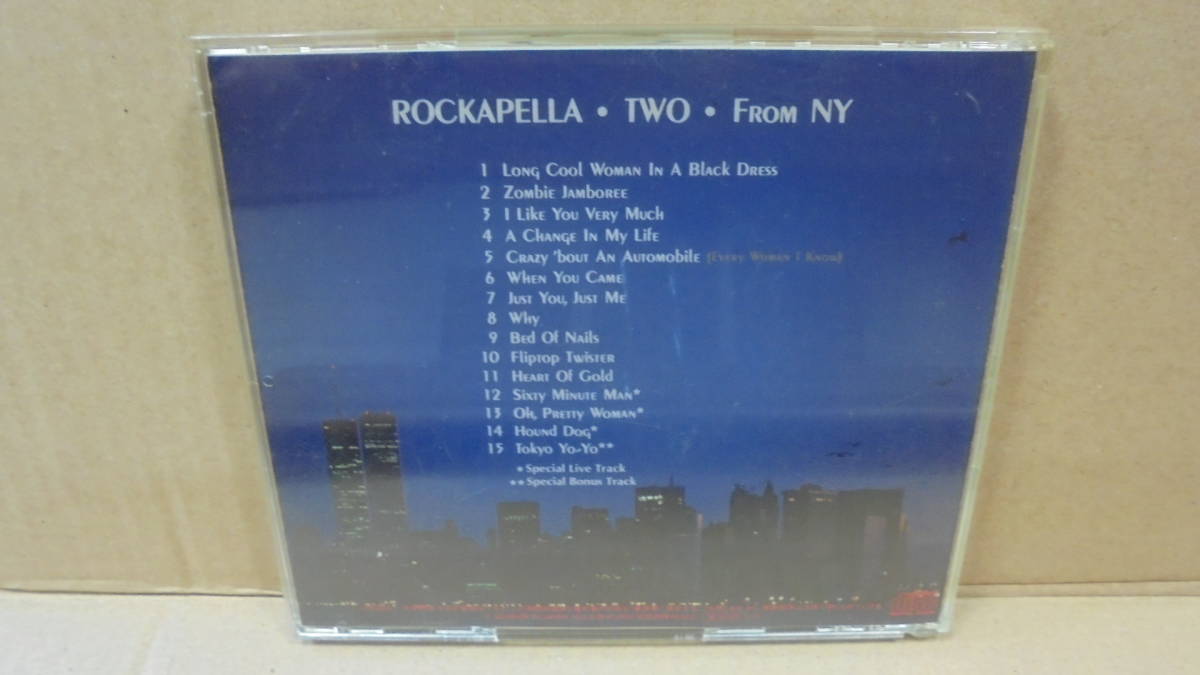 ROCKAPELLA • TWO • FROM NY
1 LONG COOL WOMAN IN A BLACK DRESS
2 ZOMBIE JAMBOREE
3 I LIKE YOU VERY MUCH
4 A CHANGE IN MY LIFE
5 CRAZY 'BOUT AN AUTOMOBILE (EVERY WOMAN I KNOW)
6 WHEN YOU CAME
7 JUST YOU, JUST ME
8 WHY
9 BED OF NAILS
10 FLIPTOP TWISTER
11 HEART OF GOLD
12 SIXTY MINUTE MAN*
13 OH, PRETTY WOMAN*
14 HOUND DOG*
15 TOKYO YO-YO**
* Special Live Track
** Special Bonus Track